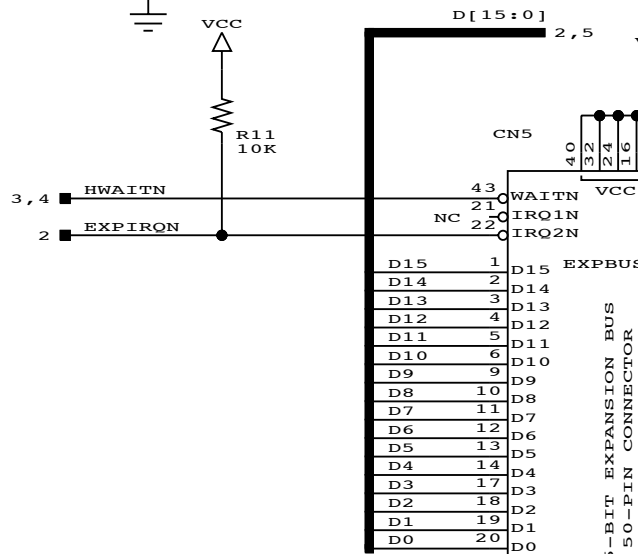 D[15:0]
VCC
2,5
R11
10K
CN5
40
32
24
16
VCC
3,4
HWAITN
43
WAITN
NC
21
IRQ1N
2
EXPIRQN
22
IRQ2N
EXPBUS
D15 1 D15
D14 2 D14
D13 3 D13
D12 4 D12
D11 5 D11
D10 6 D10
D9 9 D9
D8 10 D8
D7 11 D7
D6 12 D6
D5 13 D5
D4 14 D4
D3 17 D3
D2 18 D2
D1 19 D1
D0 20 D0
-BIT EXPANSION BUS
50-PIN CONNECTOR